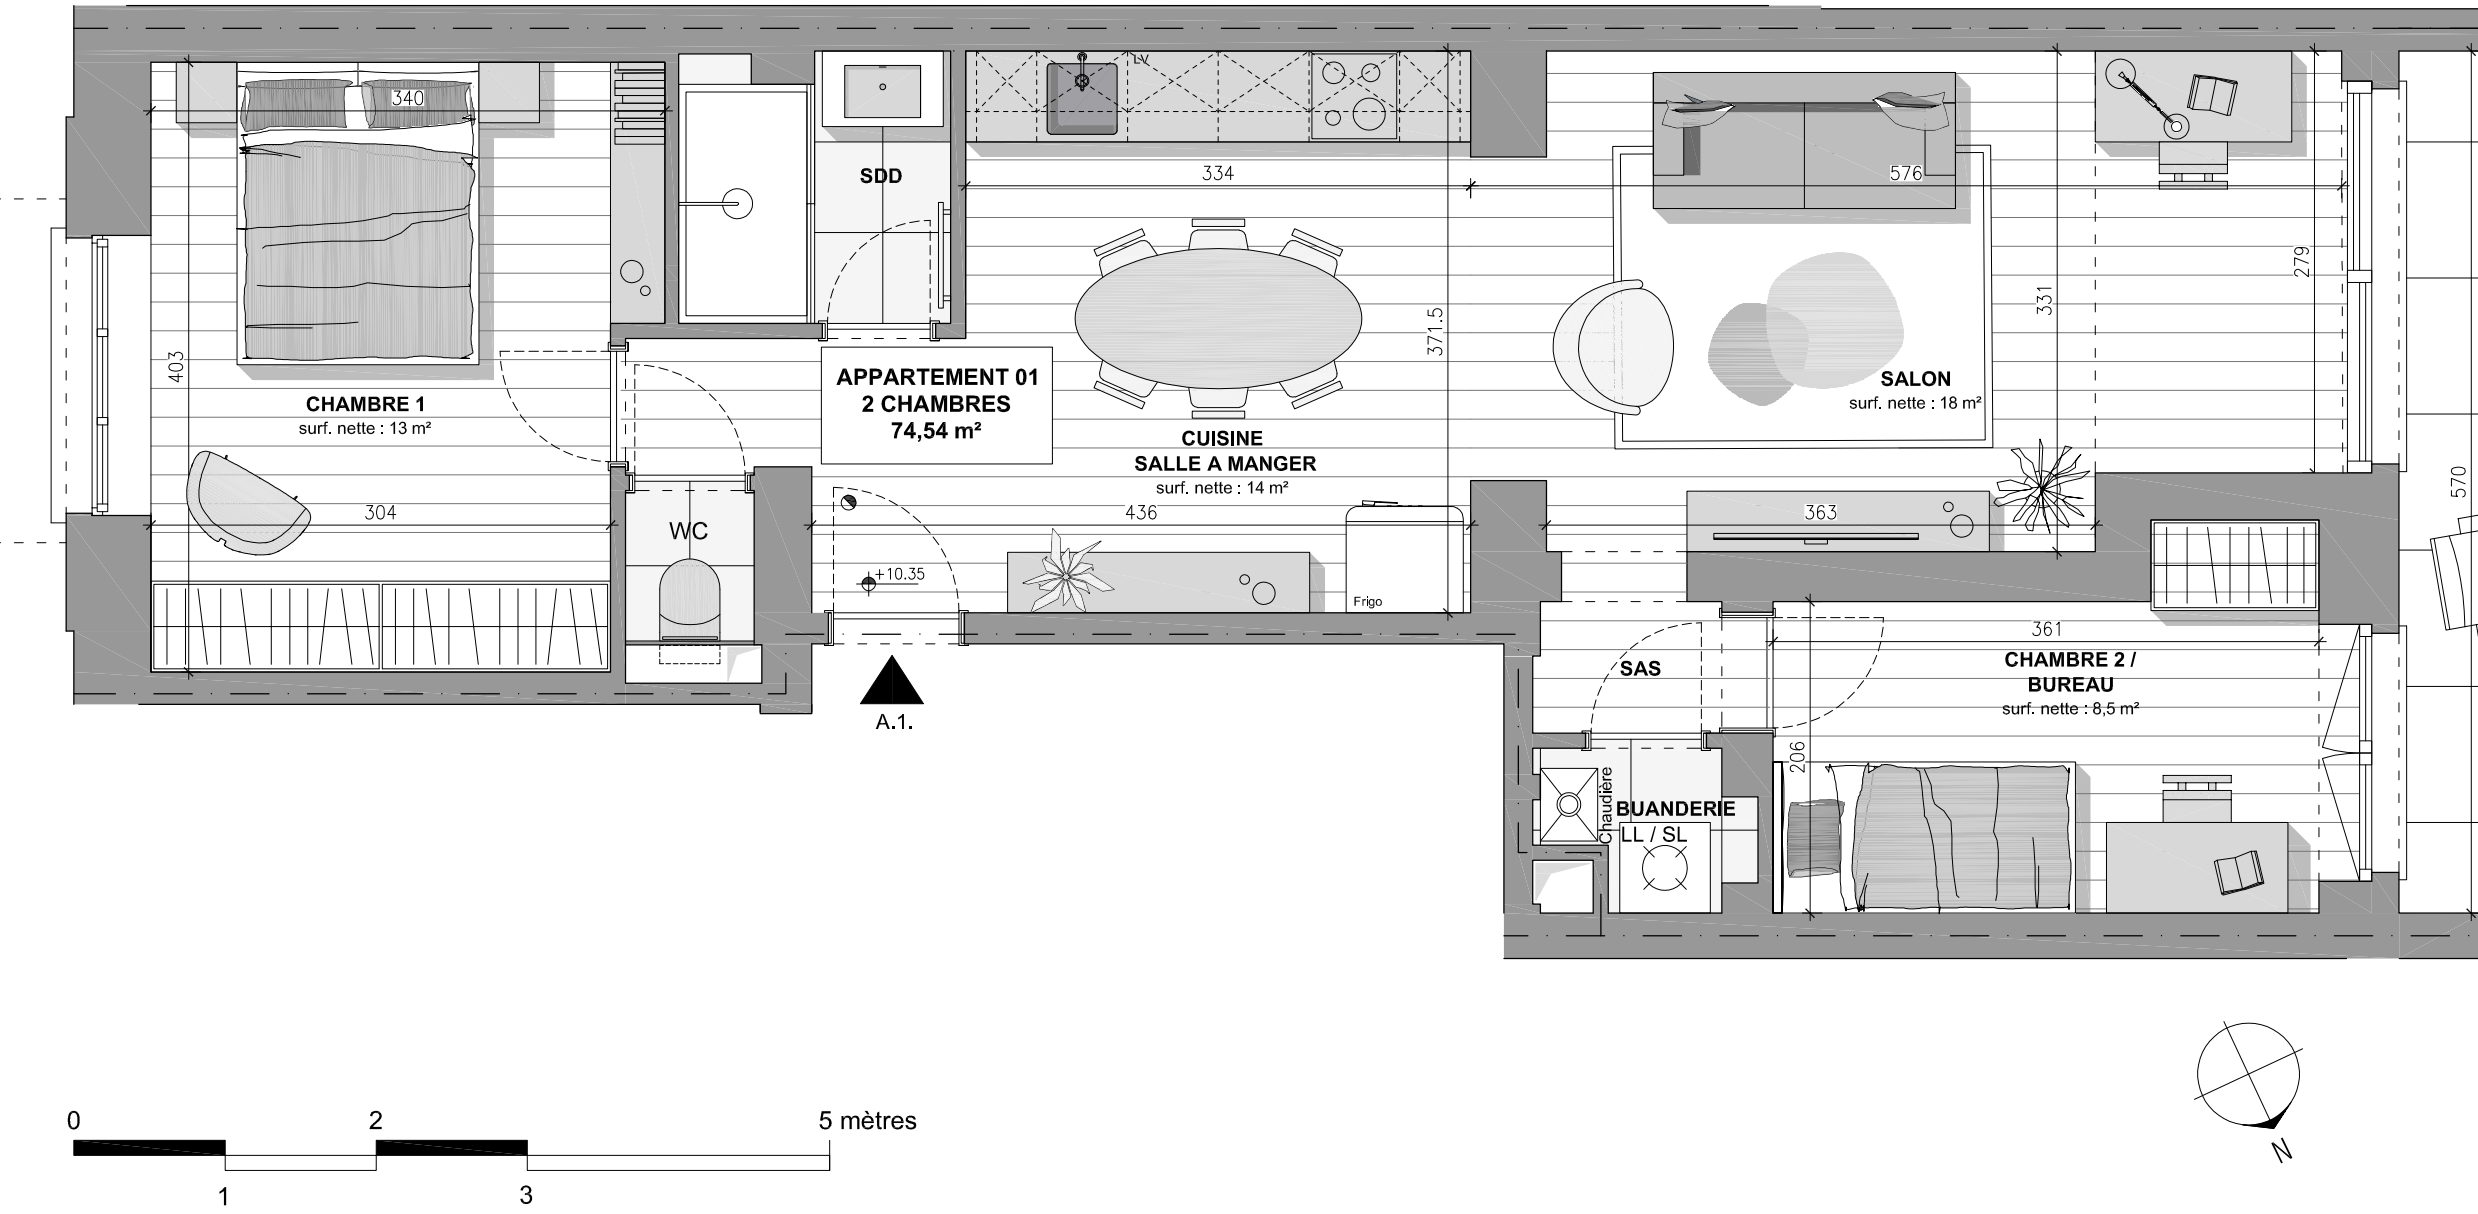 LV
340
SDD
334
576
279
331
371.5
403
APPARTEMENT 01
2 CHAMBRES
74,54 m²
CHAMBRE 1
surf. nette : 13 m²
SALON
surf. nette : 18 m²
CUISINE
SALLE A MANGER
surf. nette : 14 m²
304
WC
436
363
570
+10.35
Frigo
A.1.
361
SAS
CHAMBRE 2 /
BUREAU
surf. nette : 8,5 m²
206
Chaudière
BUANDERIE
LL / SL
N
0
2
5 mètres
1
3